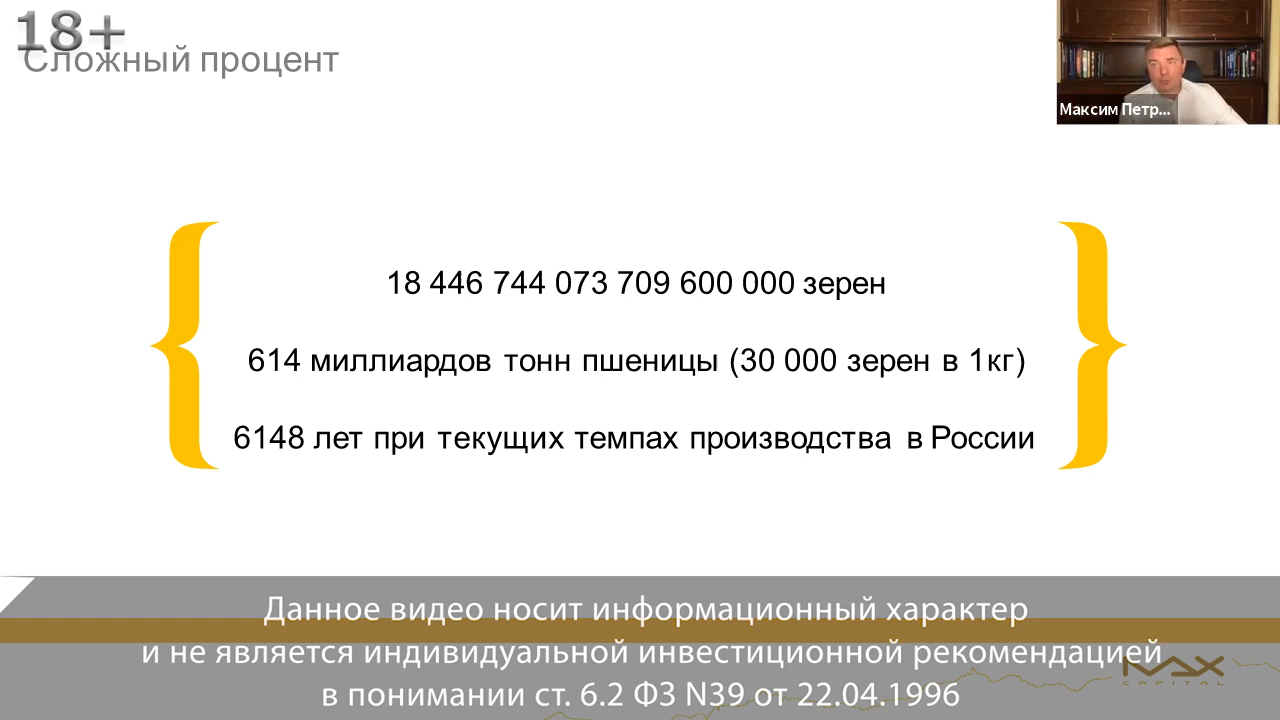 18+
Сложный процент
Максим Петр...
18 446 744 073 709 600 000 зерен
614 миллиардов тонн пшеницы (30 000 зерен в 1кг)
6148 лет при текущих темпах производства в России
Данное видео носит информационный характер
и не является индивидуальной инвестиционной рекомендацией
в понимании ст. 6.2 ФЗ N39 от 22.04.1996
MAX
CAPITAL